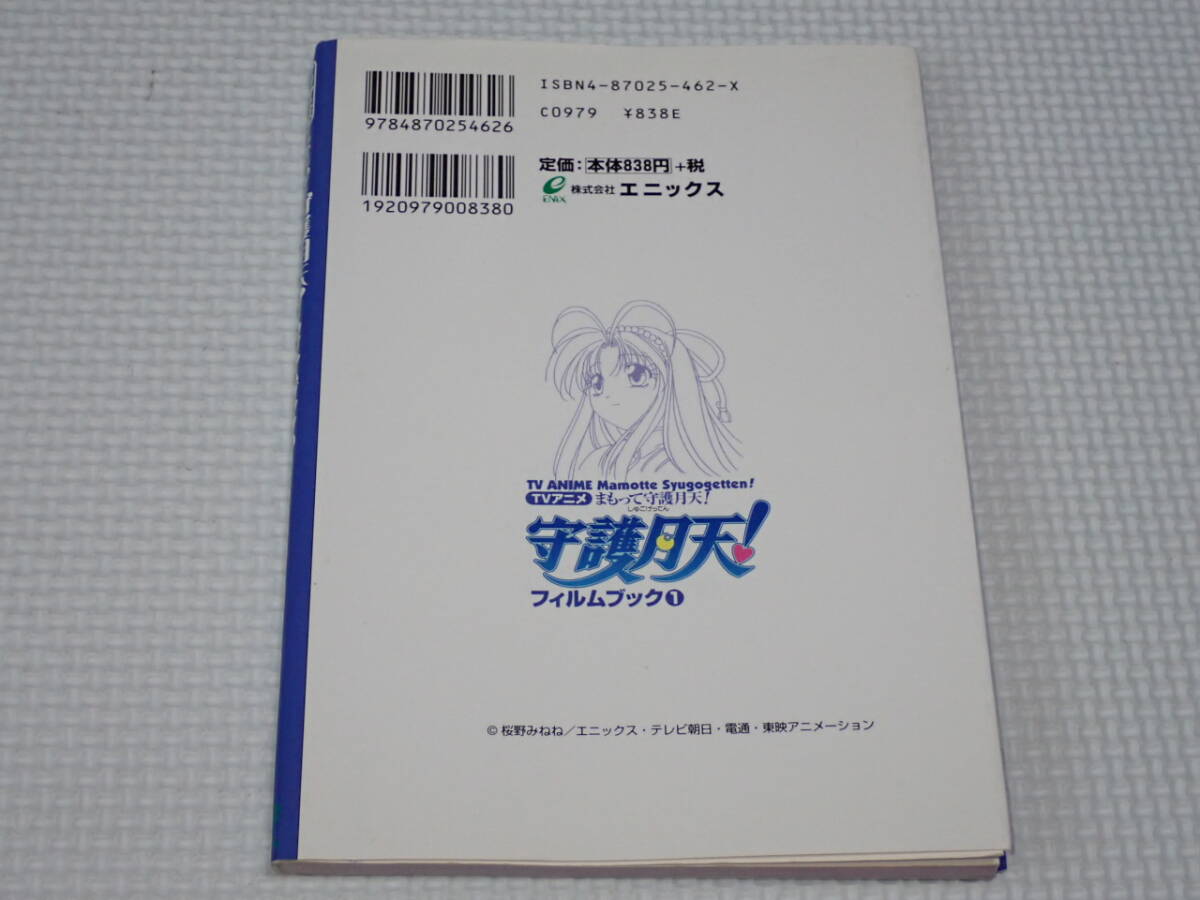 9784870254626
ISBN4-87025-462-X
C0979 ¥838E
1920979008380
定価：本体838円+税
ENIX 株式会社 エニックス
TV ANIME Mamotte Syugogetten!
TVアニメ まもって守護月天!
しゅごげってん
守護月天!
フィルムブック❶
© 桜野みねね／エニックス・テレビ朝日・電通・東映アニメーション